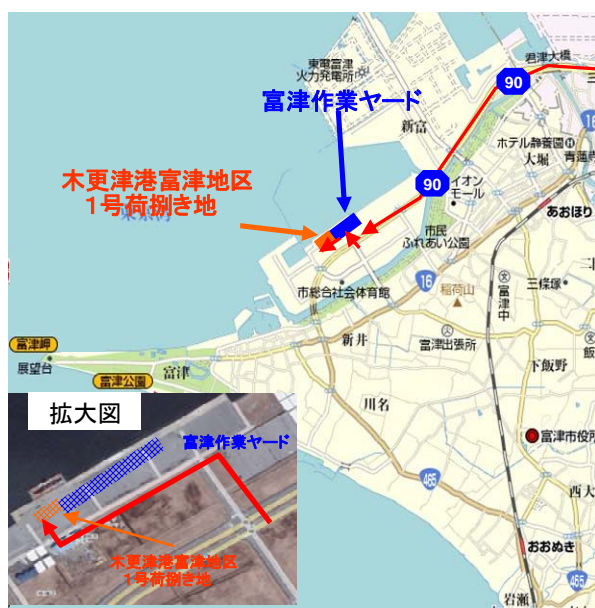 君津大橋
東電富津
火力発電所
90
三
富津作業ヤード
新富
16
ホテル静養園
大堀
青蓮寺
木更津港富津地区
1号荷捌き地
90
イオン
モール
あおほり
市民
ふれあい公園
市総合社会体育館
16
稲荷山
富津中
三條塚
二
富津岬
展望台
新井
富津出張所
飯
富津
下飯野
富津公園
川名
拡大図
富津作業ヤード
富津市役所
465
西大
木更津港富津地区
1号荷捌き地
おおぬき
465
岩瀬